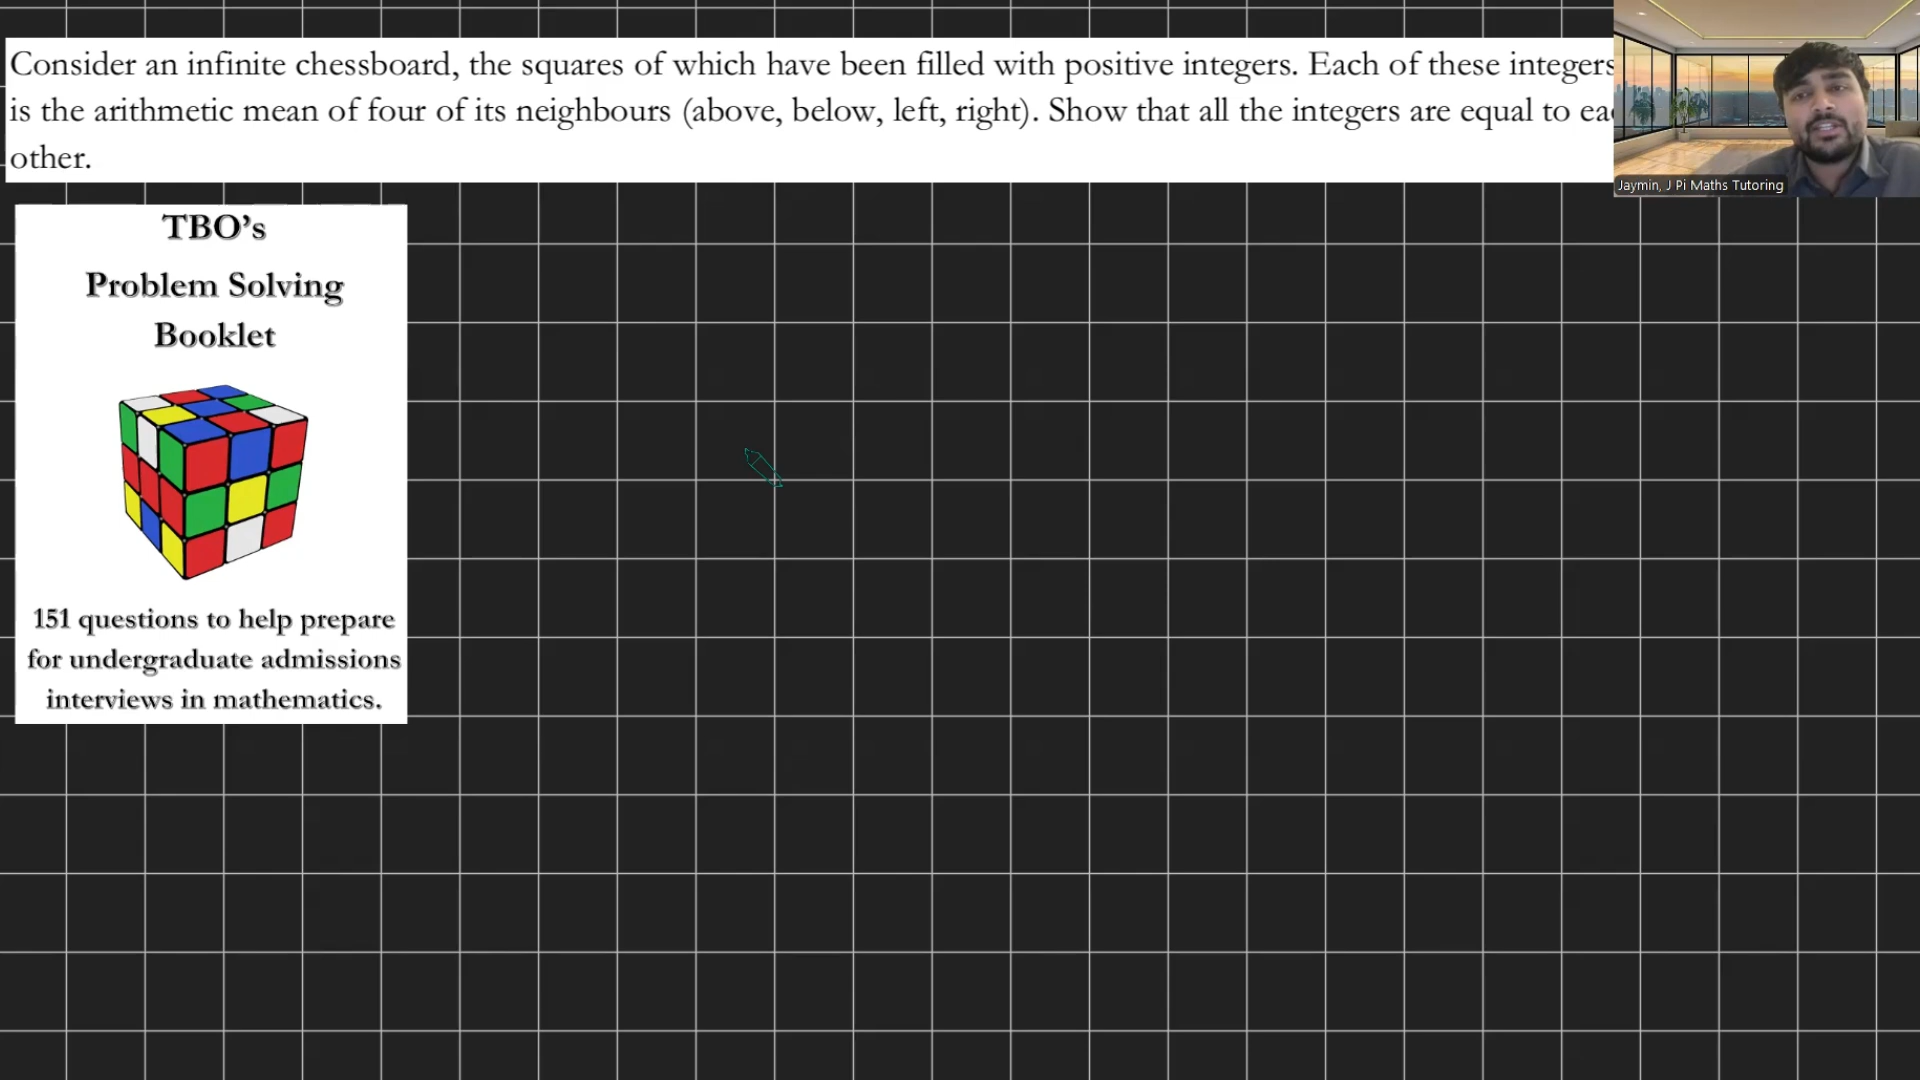 Consider an infinite chessboard, the squares of which have been filled with positive integers. Each of these integers
is the arithmetic mean of four of its neighbours (above, below, left, right). Show that all the integers are equal to
other.
Jaymin, J Pi Maths Tutoring
TBO's
Problem Solving
Booklet
151 questions to help prepare
for undergraduate admissions
interviews in mathematics.